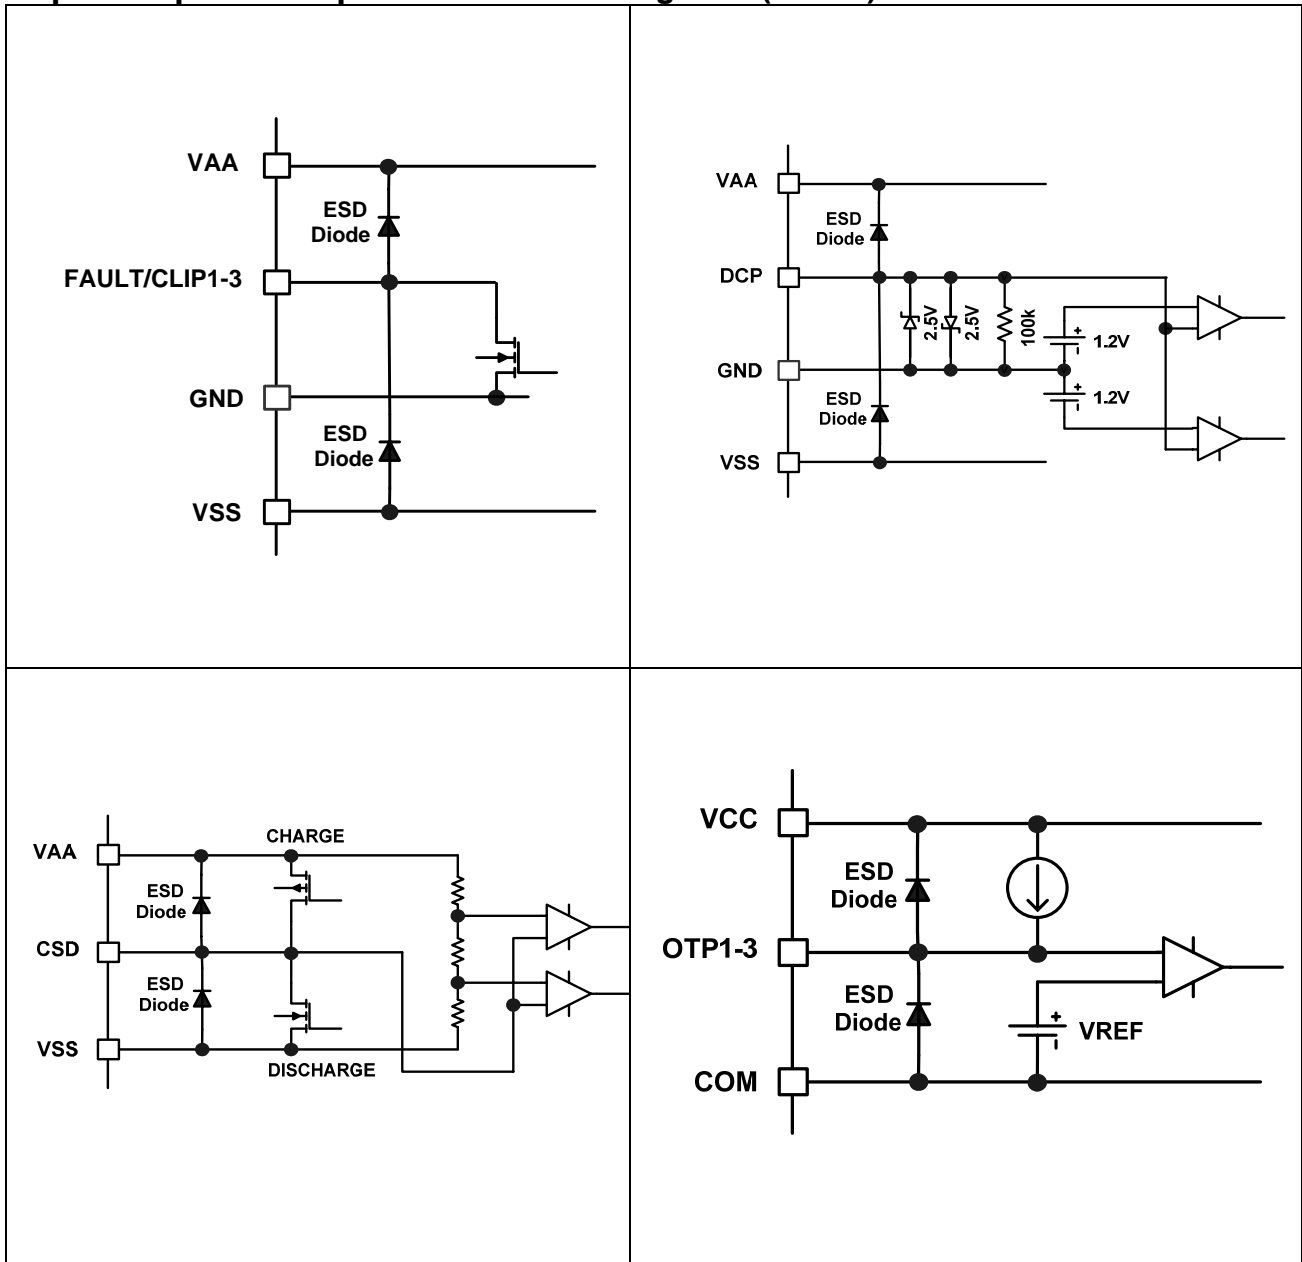 VAA
ESD
Diode
FAULT/CLIP1-3
GND
ESD
Diode
VSS
VAA
ESD
Diode
DCP
2.5V
2.5V
100k
1.2V
GND
1.2V
ESD
Diode
VSS
CHARGE
VAA
ESD
Diode
CSD
ESD
Diode
VSS
DISCHARGE
VCC
ESD
Diode
OTP1-3
ESD
Diode
VREF
COM